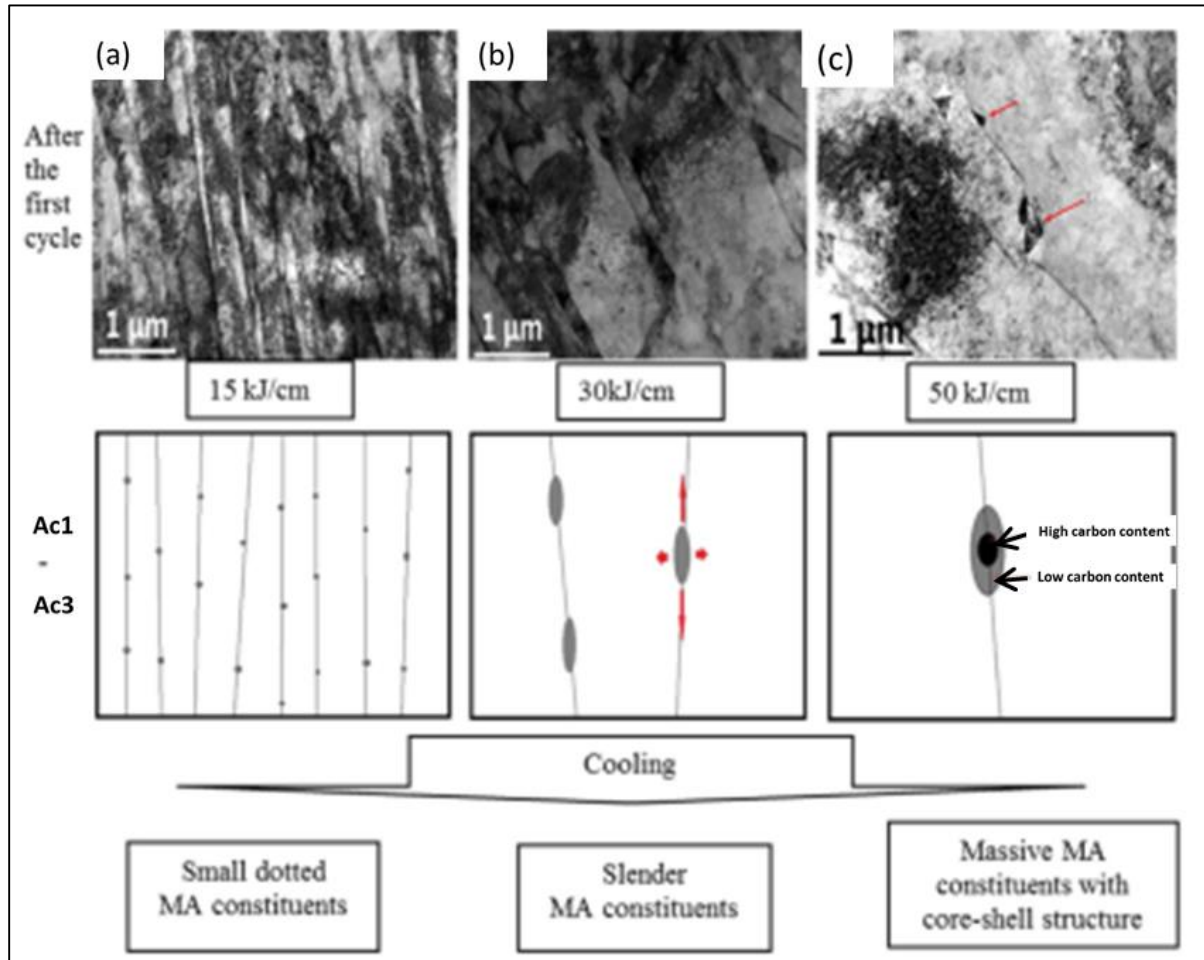 (a)
(b)
(c)
After
the
first
cycle
1 µm
1 µm
1 µm
15 kJ/cm
30kJ/cm
50 kJ/cm
Ac1
-
Ac3
High carbon content
Low carbon content
Cooling
Small dotted
MA constituents
Slender
MA constituents
Massive MA
constituents with
core-shell structure